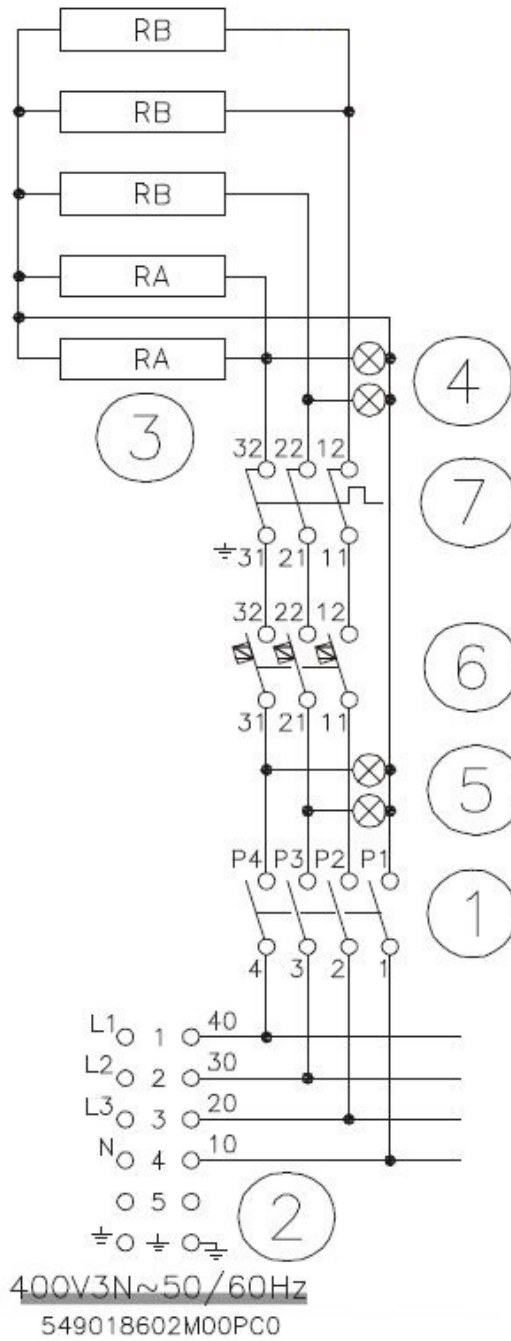 RB
RB
RB
RA
RA
4
3
32 22 12
7
31 21 11
32 22 12
6
31 21 11
5
P4 P3 P2 P1
1
4 3 2 1
L1 1 40
L2 2 30
L3 3 20
N 4 10
5
2
400V3N~50/60Hz
549018602M00PC0